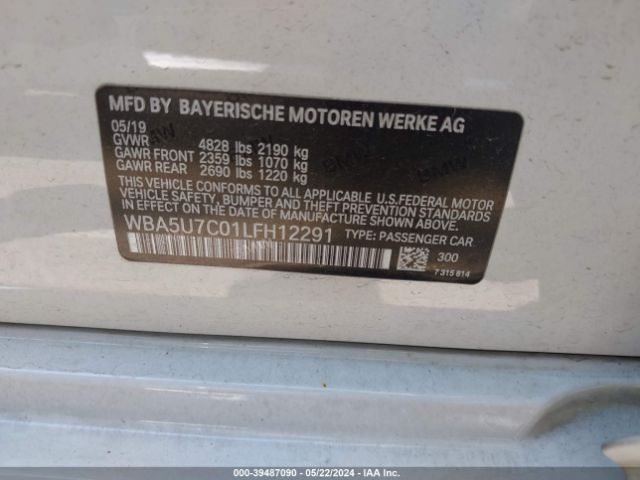 MFD BY BAYERISCHE MOTOREN WERKE AG
05/19
GVWR 4828 lbs 2190 kg
GAWR FRONT 2359 lbs 1070 kg
GAWR REAR 2690 lbs 1220 kg
THIS VEHICLE CONFORMS TO ALL APPLICABLE U.S.FEDERAL MOTOR
VEHICLE SAFETY, BUMPER, AND THEFT PREVENTION STANDARDS
IN EFFECT ON THE DATE OF MANUFACTURE SHOWN ABOVE.
WBA5U7C01LFH12291 TYPE: PASSENGER CAR
300
7 315 814
000-39487090 - 05/22/2024 - IAA Inc.